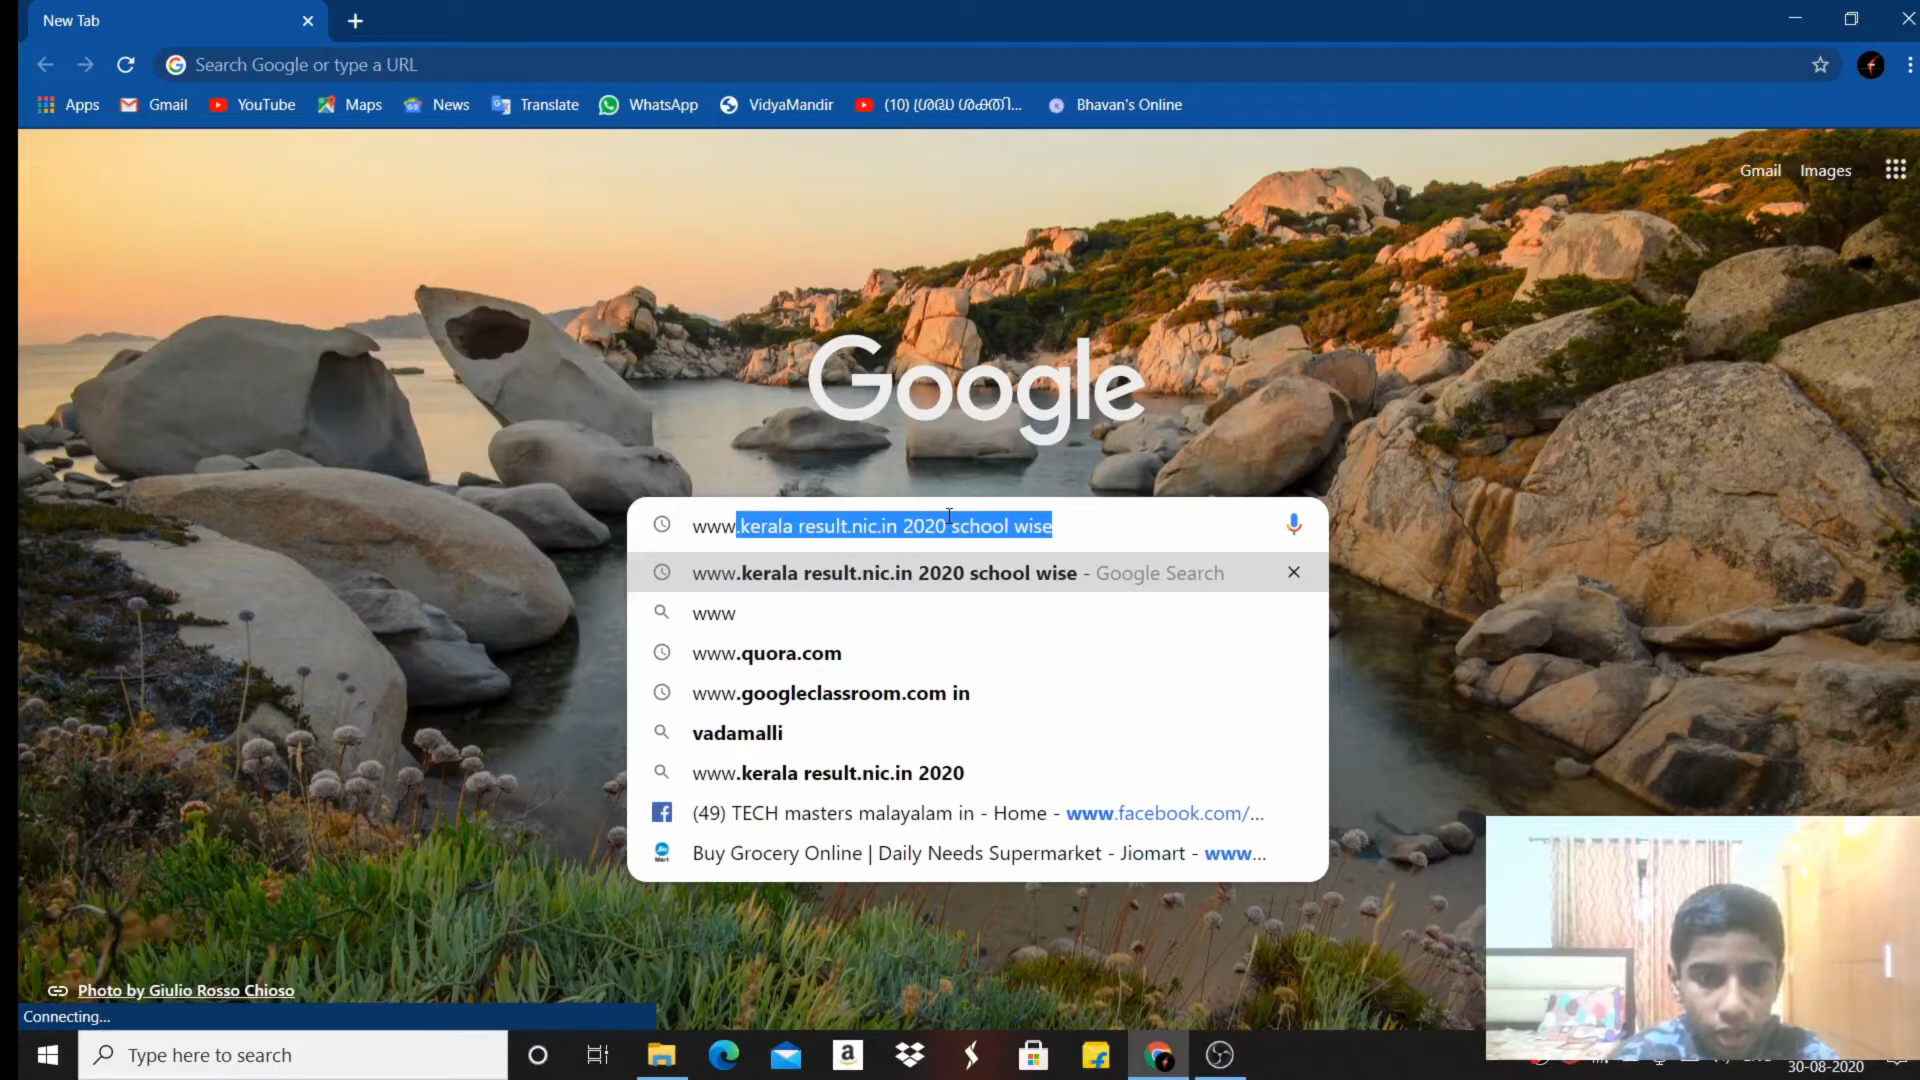 New Tab
Search Google or type a URL
Apps
Gmail
YouTube
Maps
News
Translate
WhatsApp
VidyaMandir
(10) ശ്രദ്ധ ശക്തി...
Bhavan's Online
Gmail
Images
Google
www.kerala result.nic.in 2020 school wise
www.kerala result.nic.in 2020 school wise - Google Search
www
www.quora.com
www.googleclassroom.com in
vadamalli
www.kerala result.nic.in 2020
(49) TECH masters malayalam in - Home - www.facebook.com/...
Buy Grocery Online | Daily Needs Supermarket - Jiomart - www...
Photo by Giulio Rosso Chioso
Connecting...
Type here to search
30-08-2020